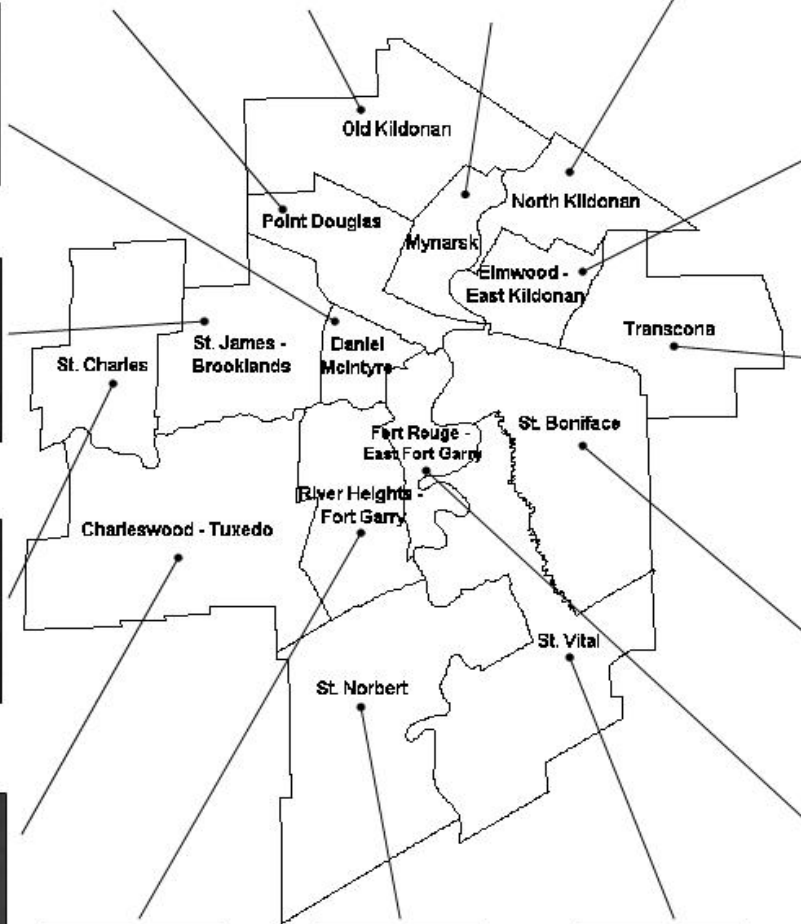 Old Kildonan
North Kildonan
Point Douglas
Mynarsk
Elmwood -
East Kildonan
Transcona
St. James -
Brooklands
Daniel
McIntyre
St. Charles
St. Boniface
Fort Rouge -
East Fort Garry
River Heights -
Fort Garry
Charleswood - Tuxedo
St. Vital
St. Norbert